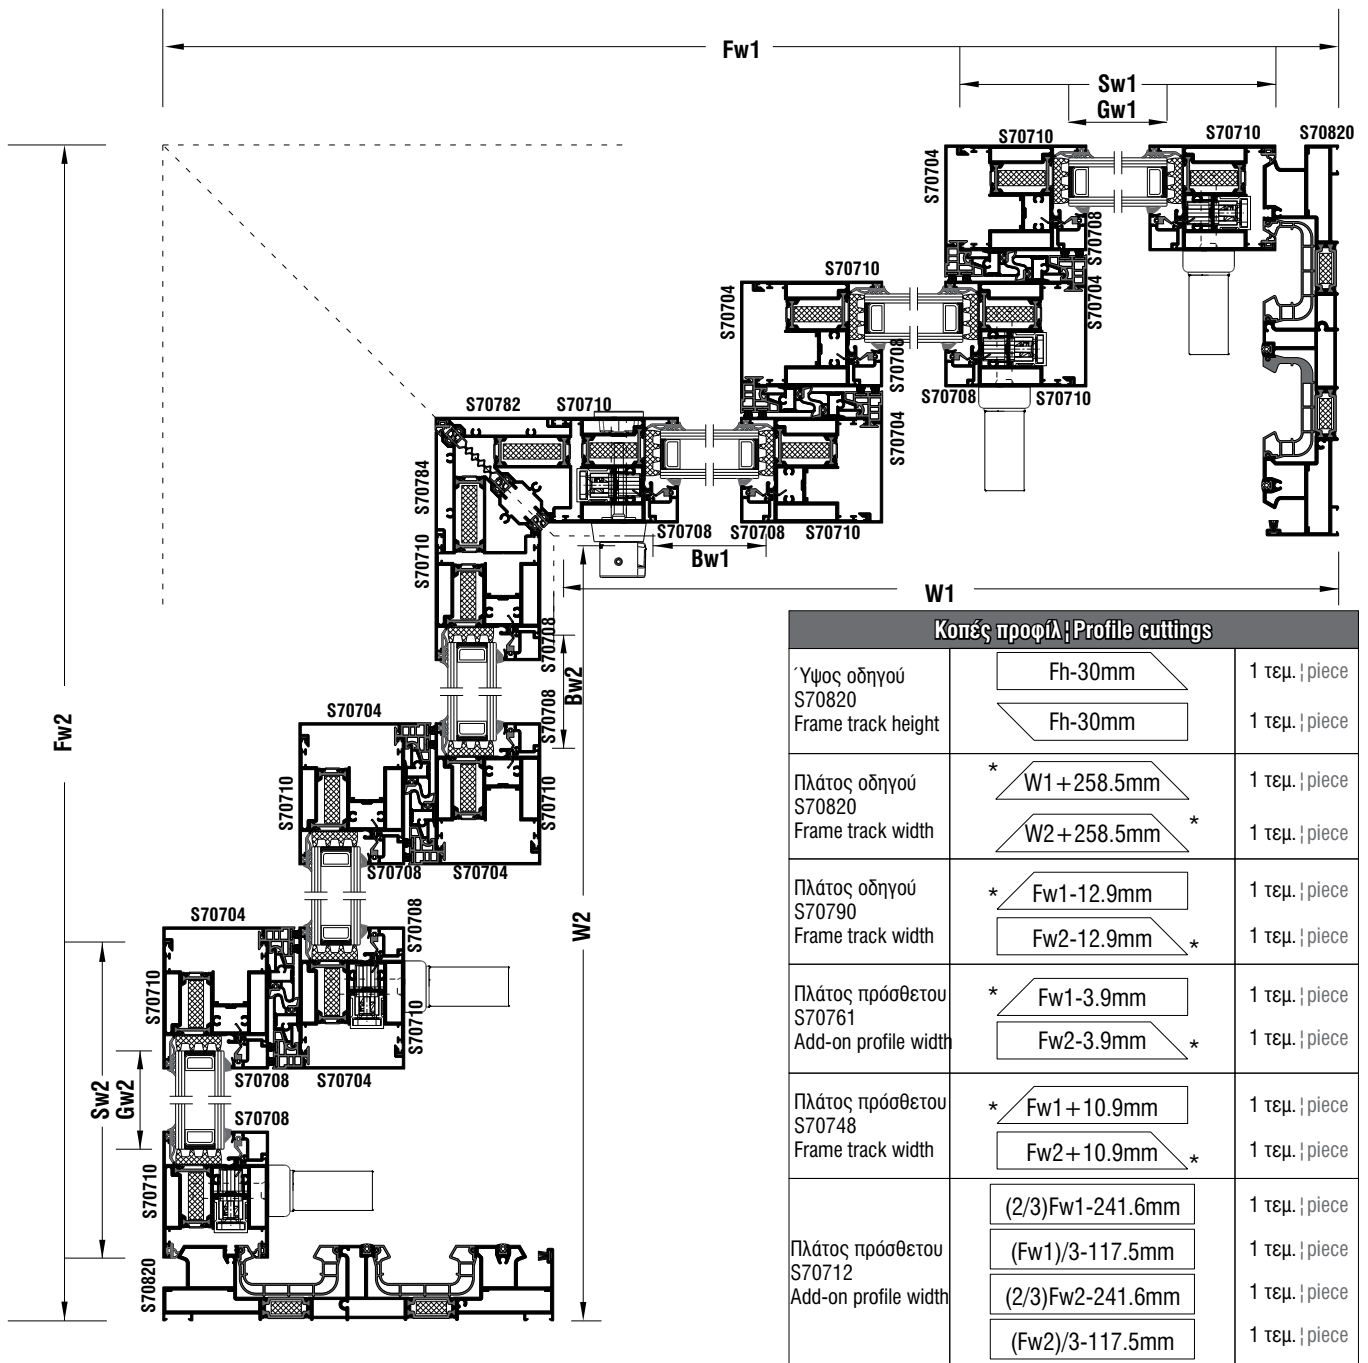 Fw1
Sw1
Gw1
S70710
S70710
S70820
S70704
S70708
S70710
S70704
S70704
S70708
S70708
S70710
S70782
S70710
S70704
S70784
S70710
S70708
S70708
S70710
Bw1
W1
S70708
Bw2
S70708
Fw2
S70704
S70710
S70710
S70708
S70704
W2
S70704
S70708
S70710
S70710
Sw2
Gw2
S70708
S70704
S70708
S70710
S70820
Κοπές προφίλ ¦ Profile cuttings
Ύψος οδηγού
S70820
Frame track height
Fh-30mm
1 τεμ. ¦ piece
Fh-30mm
1 τεμ. ¦ piece
Πλάτος οδηγού
S70820
Frame track width
* W1+258.5mm
1 τεμ. ¦ piece
W2+258.5mm *
1 τεμ. ¦ piece
Πλάτος οδηγού
S70790
Frame track width
* Fw1-12.9mm
1 τεμ. ¦ piece
Fw2-12.9mm *
1 τεμ. ¦ piece
Πλάτος πρόσθετου
S70761
Add-on profile width
* Fw1-3.9mm
1 τεμ. ¦ piece
Fw2-3.9mm *
1 τεμ. ¦ piece
Πλάτος πρόσθετου
S70748
Frame track width
* Fw1+10.9mm
1 τεμ. ¦ piece
Fw2+10.9mm *
1 τεμ. ¦ piece
Πλάτος πρόσθετου
S70712
Add-on profile width
(2/3)Fw1-241.6mm
1 τεμ. ¦ piece
(Fw1)/3-117.5mm
1 τεμ. ¦ piece
(2/3)Fw2-241.6mm
1 τεμ. ¦ piece
(Fw2)/3-117.5mm
1 τεμ. ¦ piece